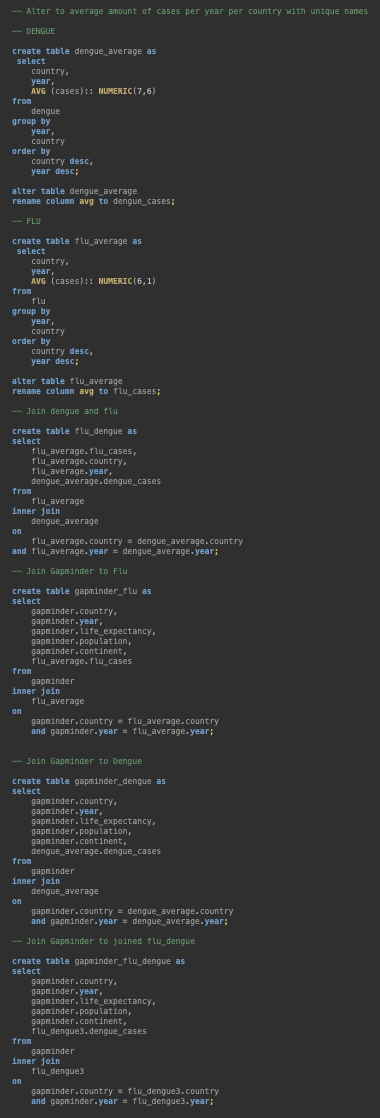 -- Alter to average amount of cases per year per country with unique names
-- DENGUE
create table dengue_average as
select
country,
year,
AVG (cases):: NUMERIC(7,6)
from
dengue
group by
year,
country
order by
country desc,
year desc;
alter table dengue_average
rename column avg to dengue_cases;
-- FLU
create table flu_average as
select
country,
year,
AVG (cases):: NUMERIC(6,1)
from
flu
group by
year,
country
order by
country desc,
year desc;
alter table flu_average
rename column avg to flu_cases;
-- Join dengue and flu
create table flu_dengue as
select
flu_average.flu_cases,
flu_average.country,
flu_average.year,
dengue_average.dengue_cases
from
flu_average
inner join
dengue_average
on
flu_average.country = dengue_average.country
and flu_average.year = dengue_average.year;
-- Join Gapminder to Flu
create table gapminder_flu as
select
gapminder.country,
gapminder.year,
gapminder.life_expectancy,
gapminder.population,
gapminder.continent,
flu_average.flu_cases
from
gapminder
inner join
flu_average
on
gapminder.country = flu_average.country
and gapminder.year = flu_average.year;
-- Join Gapminder to Dengue
create table gapminder_dengue as
select
gapminder.country,
gapminder.year,
gapminder.life_expectancy,
gapminder.population,
gapminder.continent,
dengue_average.dengue_cases
from
gapminder
inner join
dengue_average
on
gapminder.country = dengue_average.country
and gapminder.year = dengue_average.year;
-- Join Gapminder to joined flu_dengue
create table gapminder_flu_dengue as
select
gapminder.country,
gapminder.year,
gapminder.life_expectancy,
gapminder.population,
gapminder.continent,
flu_dengue3.dengue_cases
from
gapminder
inner join
flu_dengue3
on
gapminder.country = flu_dengue3.country
and gapminder.year = flu_dengue3.year;